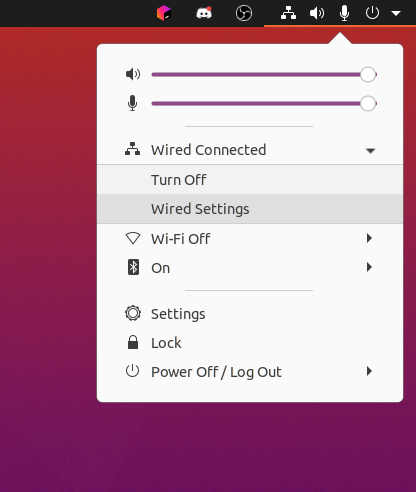 Wired Connected
Turn Off
Wired Settings
Wi-Fi Off
On
Settings
Lock
Power Off / Log Out